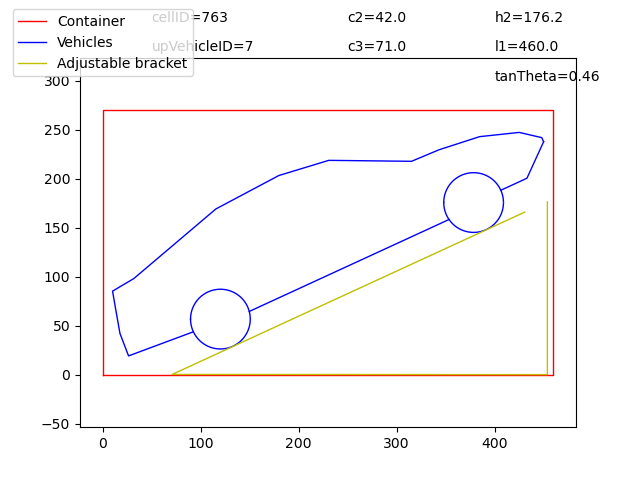 cellID=763 c2=42.0 h2=176.2
upVehicleID=7 c3=71.0 l1=460.0
tanTheta=0.46
Container
Vehicles
Adjustable bracket
300
250
200
150
100
50
0
−50
0 100 200 300 400